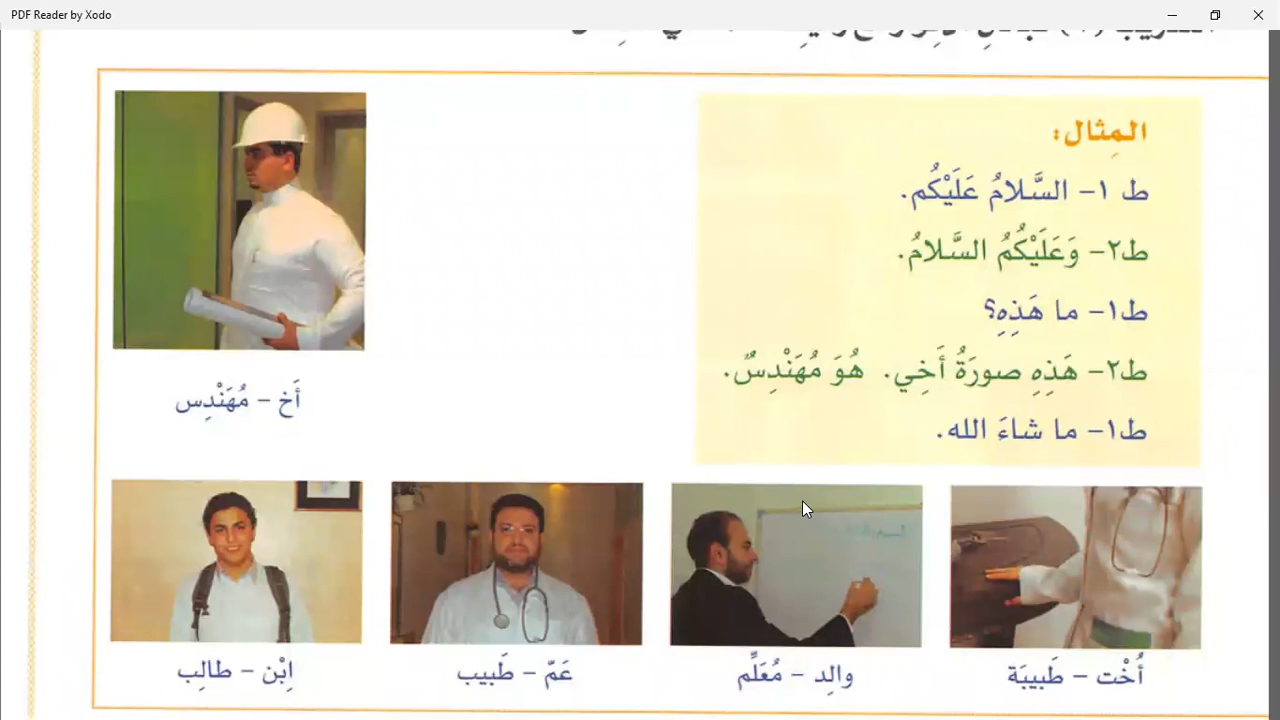 PDF Reader by Xodo
المِثال:
ط ١- السَّلامُ عَلَيْكُم.
ط٢- وَعَلَيْكُمُ السَّلامُ.
ط١- ما هَذِهِ؟
ط٢- هَذِهِ صورَةُ أَخِي. هُوَ مُهَنْدِسٌ.
ط١- ما شاءَ الله.
أَخ - مُهَنْدِس
أُخْت - طَبيبَة
والِد - مُعَلِّم
عَمّ - طَبيب
اِبْن - طالِب